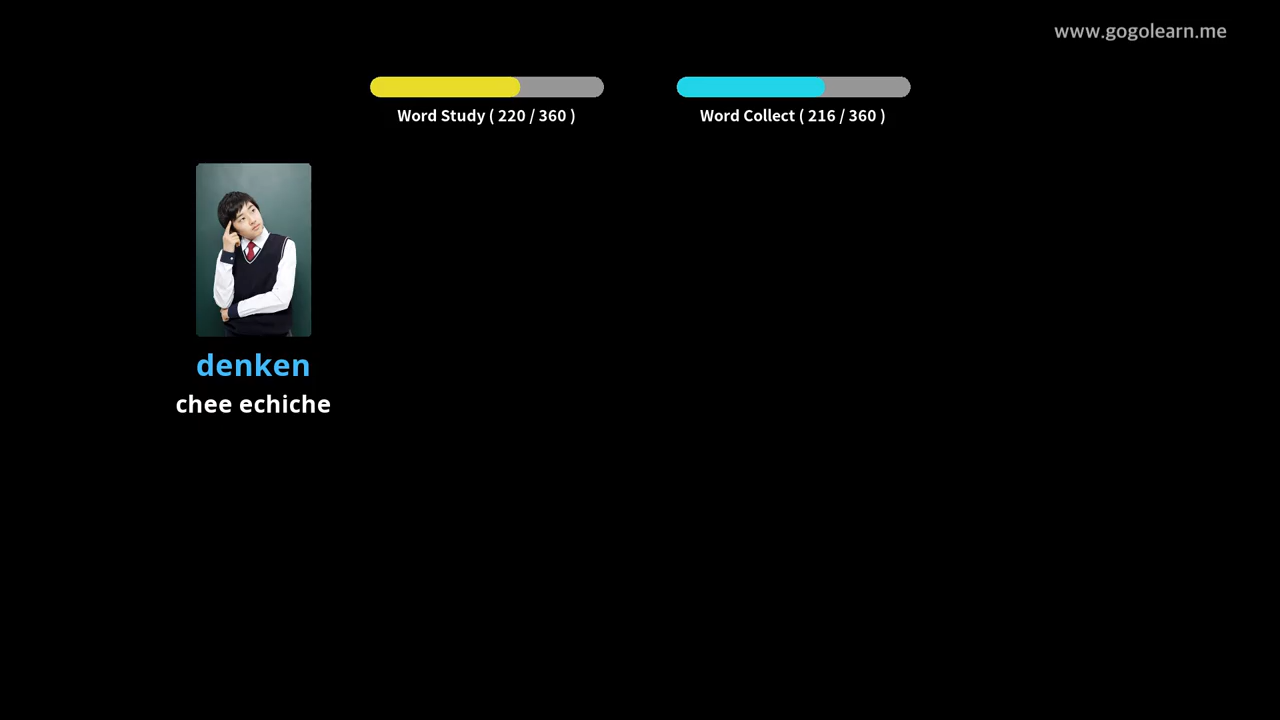 www.gogolearn.me
Word Study ( 220 / 360 )
Word Collect ( 216 / 360 )
denken
chee echiche